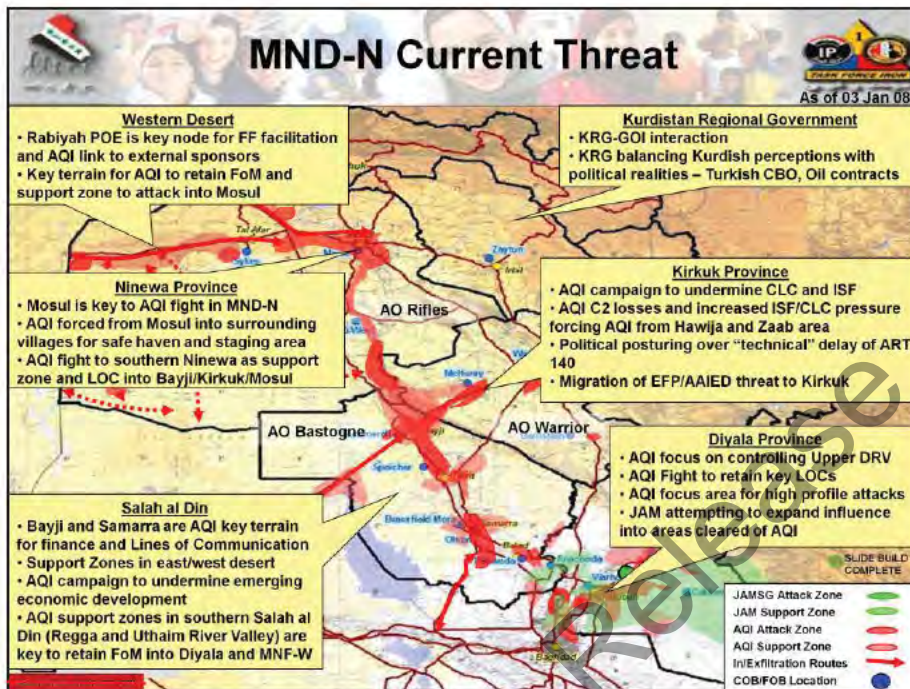 MND-N Current Threat
IP
1
TASK FORCE IRON
As of 03 Jan 08
Western Desert
• Rabiyah POE is key node for FF facilitation
and AQI link to external sponsors
• Key terrain for AQI to retain FoM and
support zone to attack into Mosul
Kurdistan Regional Government
• KRG-GOI interaction
• KRG balancing Kurdish perceptions with
political realities – Turkish CBO, Oil contracts
Sykes
Zaytun
Irbil
Ninewa Province
• Mosul is key to AQI fight in MND-N
• AQI forced from Mosul into surrounding
villages for safe haven and staging area
• AQI fight to southern Ninewa as support
zone and LOC into Bayji/Kirkuk/Mosul
AO Rifles
Kirkuk Province
• AQI campaign to undermine CLC and ISF
• AQI C2 losses and increased ISF/CLC pressure
forcing AQI from Hawija and Zaab area
• Political posturing over “technical” delay of ART
140
• Migration of EFP/AAIED threat to Kirkuk
McHenry
AO Bastogne
AO Warrior
Speicher
Diyala Province
• AQI focus on controlling Upper DRV
• AQI Fight to retain key LOCs
• AQI focus area for high profile attacks
• JAM attempting to expand influence
into areas cleared of AQI
Salah al Din
• Bayji and Samarra are AQI key terrain
for finance and Lines of Communication
• Support Zones in east/west desert
• AQI campaign to undermine emerging
economic development
• AQI support zones in southern Salah al
Din (Regga and Uthaim River Valley) are
key to retain FoM into Diyala and MNF-W
Samarra
Balad
Baghdad
SLIDE BUILD
COMPLETE
JAMSG Attack Zone
JAM Support Zone
AQI Attack Zone
AQI Support Zone
In/Exfiltration Routes
COB/FOB Location
Release